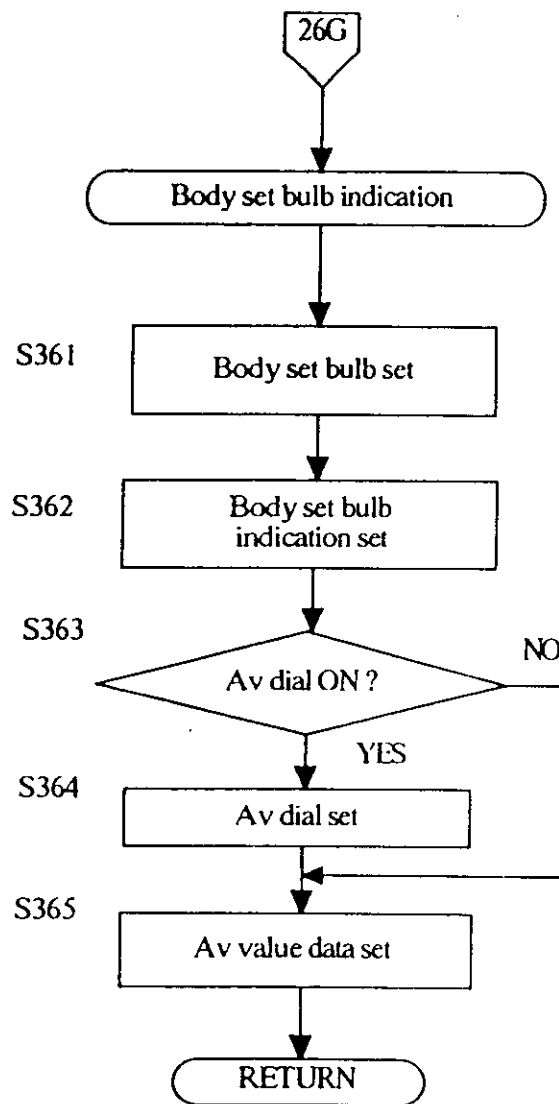 26G
Body set bulb indication
S361
Body set bulb set
S362
Body set bulb
indication set
S363
Av dial ON ?
NO
YES
S364
Av dial set
S365
Av value data set
RETURN